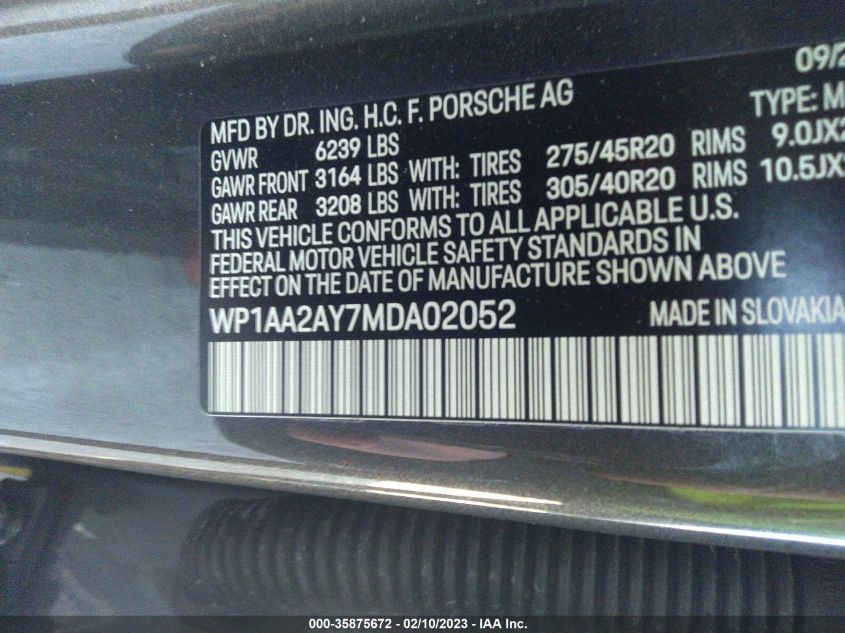 09/2
MFD BY DR. ING. H.C. F. PORSCHE AG TYPE: M
GVWR 6239 LBS
GAWR FRONT 3164 LBS WITH: TIRES 275/45R20 RIMS 9.0JX2
GAWR REAR 3208 LBS WITH: TIRES 305/40R20 RIMS 10.5JX2
THIS VEHICLE CONFORMS TO ALL APPLICABLE U.S.
FEDERAL MOTOR VEHICLE SAFETY STANDARDS IN
EFFECT ON THE DATE OF MANUFACTURE SHOWN ABOVE
WP1AA2AY7MDA02052 MADE IN SLOVAKIA
000-35875672 — 02/10/2023 — IAA Inc.